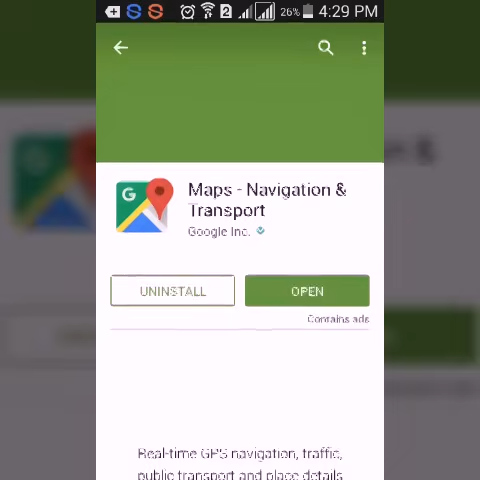 2 26% 4:29 PM
G
Maps - Navigation &
Transport
Google Inc.
UNINSTALL OPEN
Contains ads
Real-time GPS navigation, traffic,
public transport and place details